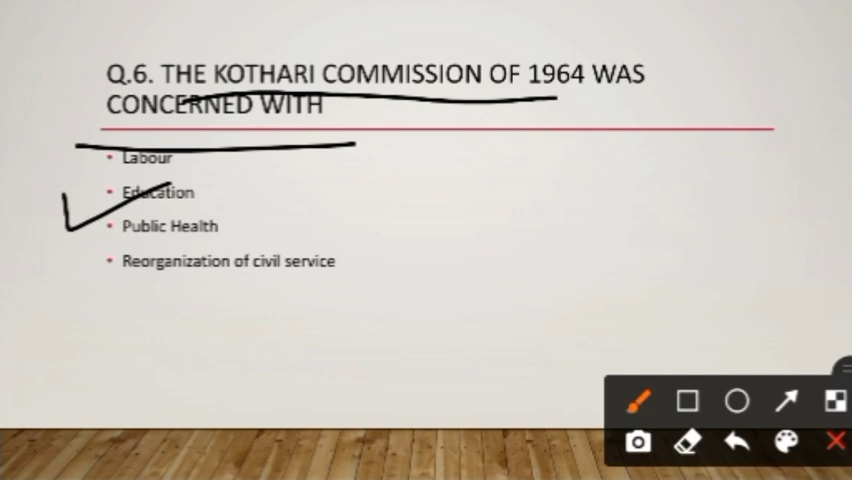 Q.6. THE KOTHARI COMMISSION OF 1964 WAS
CONCERNED WITH
• Labour
• Education
• Public Health
• Reorganization of civil service